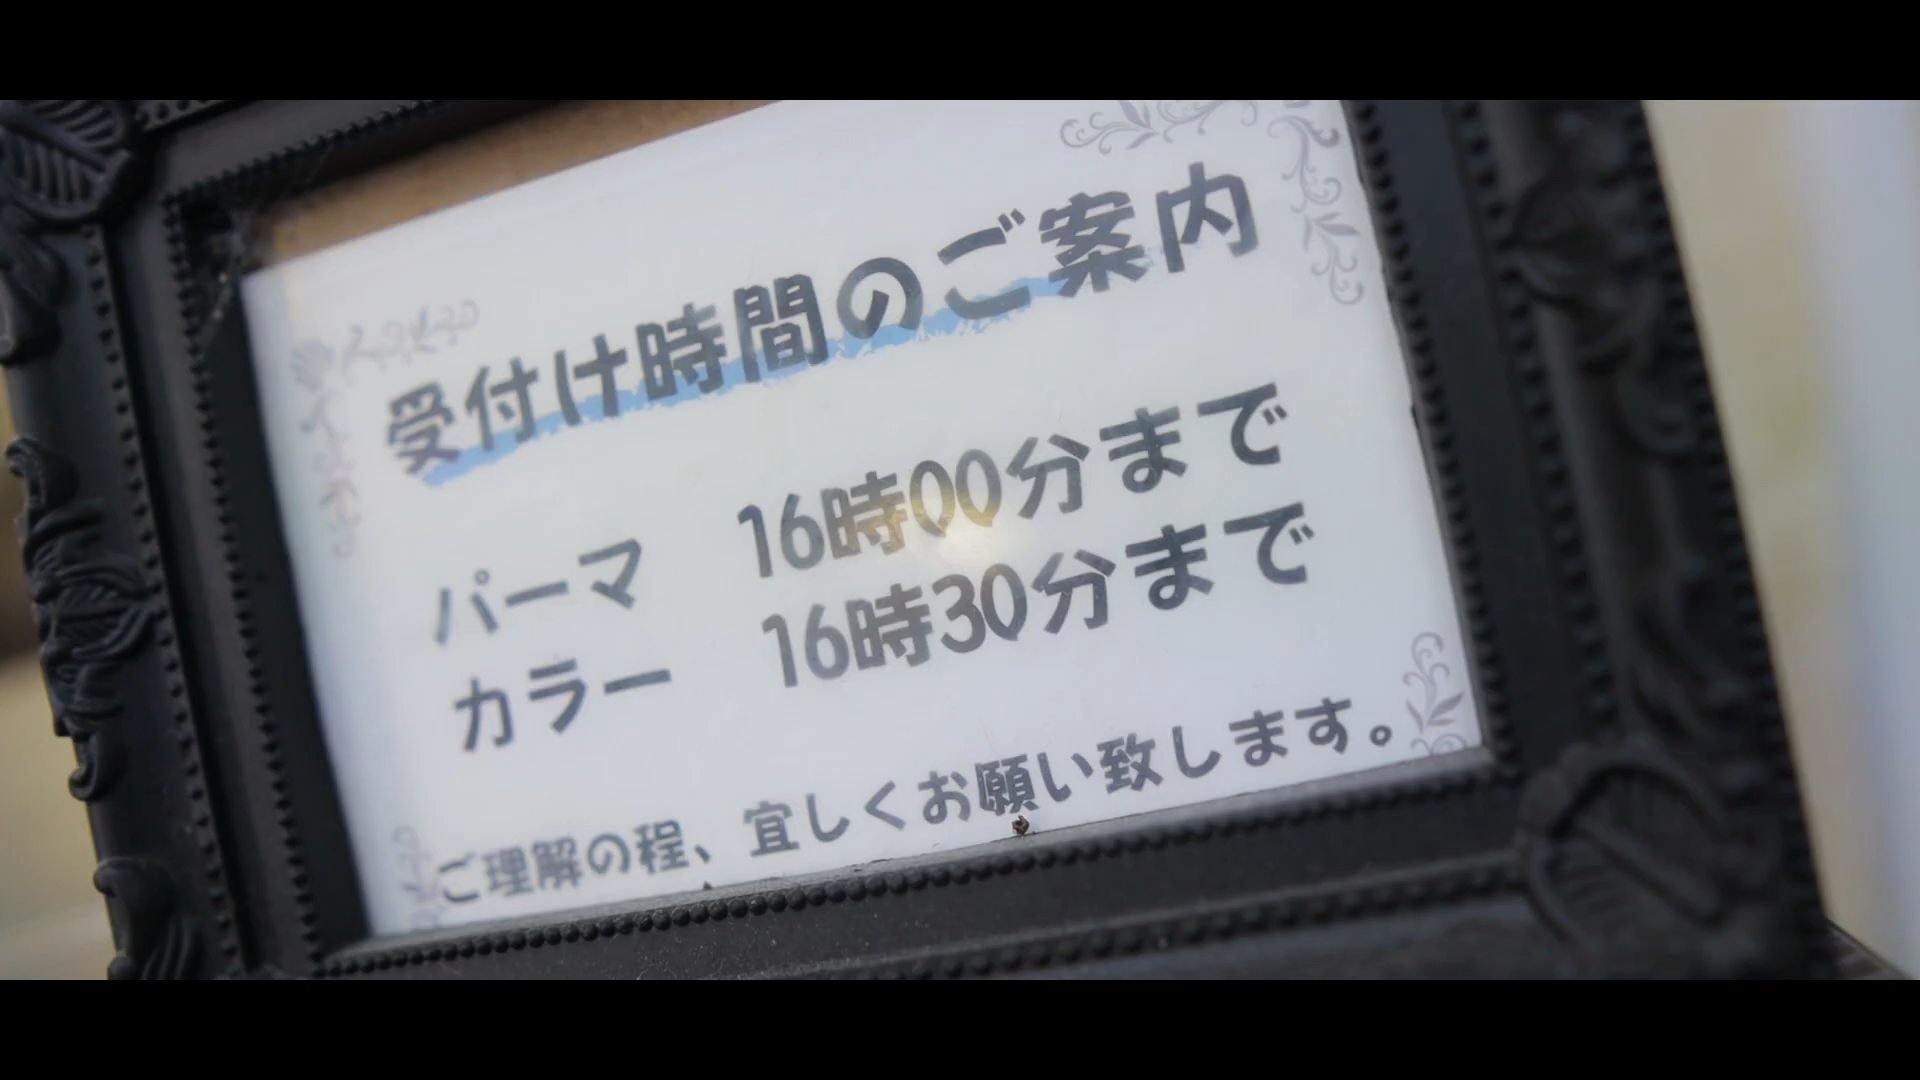 受付け時間のご案内
パーマ 16時00分まで
カラー 16時30分まで
ご理解の程、宜しくお願い致します。